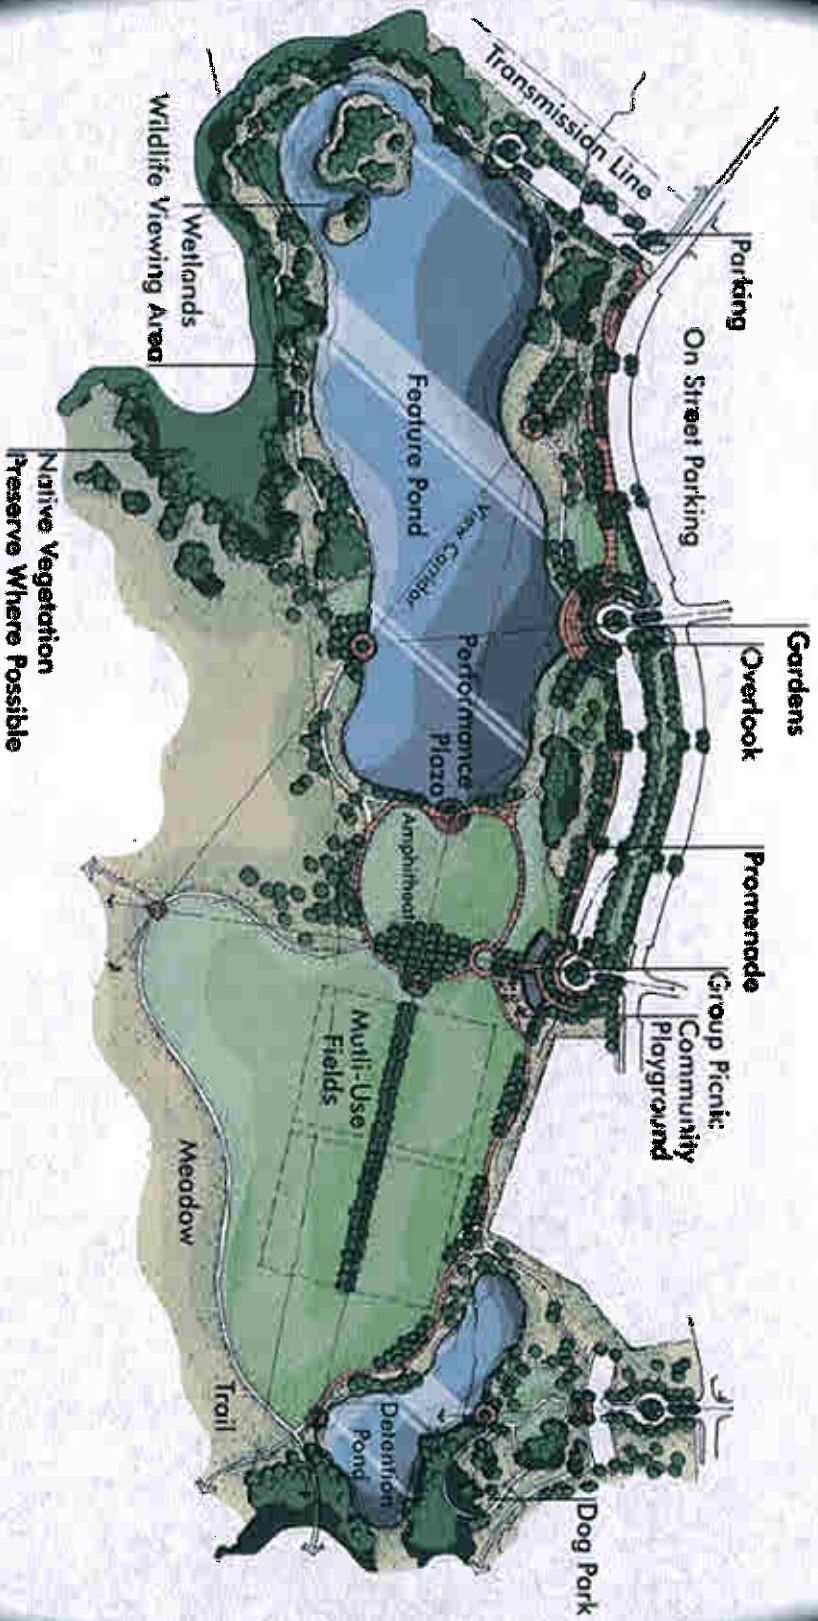 Transmission Line
Parking
On Street Parking
Gardens
Overlook
Promenade
Group Picnic
Community
Playground
Dog Park
Wetlands
Wildlife Viewing Area
Feature Pond
View Corridor
Performance
Plaza
Amphitheater
Mutli-Use
Fields
Detention
Pond
Native Vegetation
Preserve Where Possible
Meadow
Trail